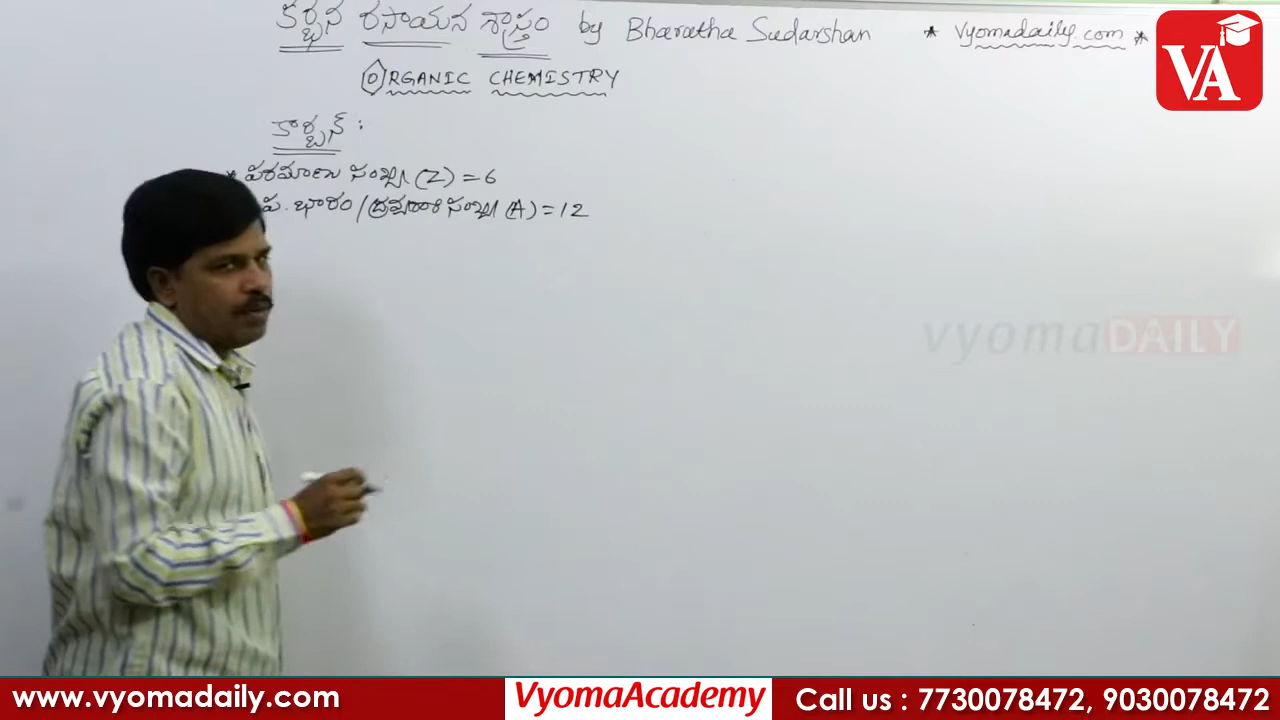 కర్బన రసాయన శాస్త్రం by Bharatha Sudarshan * vyomadaily.com *
VA
ORGANIC CHEMISTRY
కార్బన్ :
* పరమాణు సంఖ్య (Z) = 6
ప. భారం / ద్రవ్యరాశి సంఖ్య (A) = 12
vyomaDAILY
www.vyomadaily.com VyomaAcademy Call us : 7730078472, 9030078472